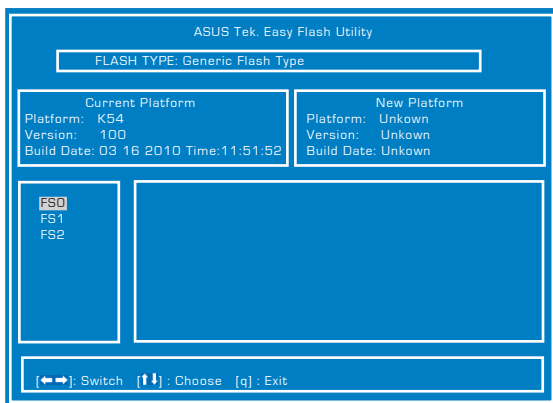 ASUS Tek. Easy Flash Utility
FLASH TYPE: Generic Flash Type
Current Platform
Platform: K54
Version: 100
Build Date: 03 16 2010 Time:11:51:52
New Platform
Platform: Unkown
Version: Unkown
Build Date: Unkown
FS0
FS1
FS2
[⬅➡]: Switch [⬆⬇] : Choose [q] : Exit